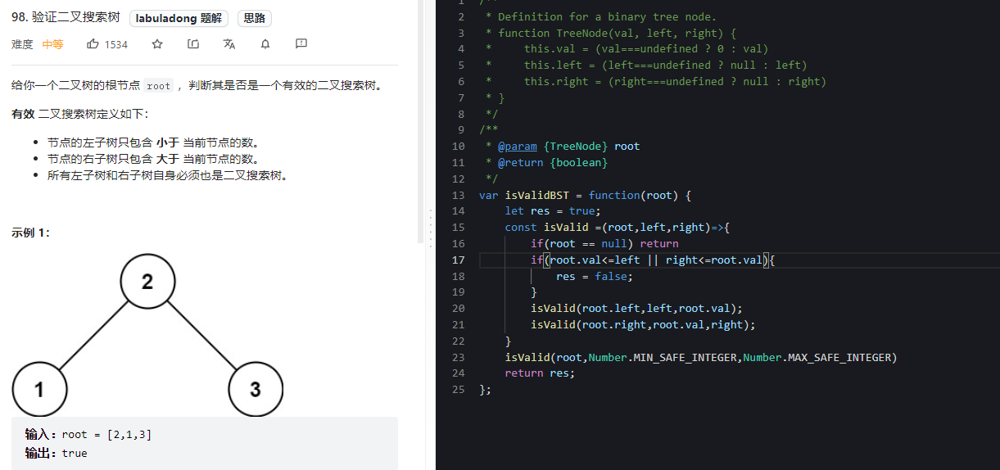 98. 验证二叉搜索树 labuladong 题解 思路
难度 中等 1534
给你一个二叉树的根节点 root ，判断其是否是一个有效的二叉搜索树。
有效 二叉搜索树定义如下：
节点的左子树只包含 小于 当前节点的数。
节点的右子树只包含 大于 当前节点的数。
所有左子树和右子树自身必须也是二叉搜索树。
示例 1：
2
1 3
输入：root = [2,1,3]
输出：true
1 /**
2  * Definition for a binary tree node.
3  * function TreeNode(val, left, right) {
4  *     this.val = (val===undefined ? 0 : val)
5  *     this.left = (left===undefined ? null : left)
6  *     this.right = (right===undefined ? null : right)
7  * }
8  */
9 /**
10  * @param {TreeNode} root
11  * @return {boolean}
12  */
13 var isValidBST = function(root) {
14     let res = true;
15     const isValid =(root,left,right)=>{
16         if(root == null) return
17         if(root.val<=left || right<=root.val){
18             res = false;
19         }
20         isValid(root.left,left,root.val);
21         isValid(root.right,root.val,right);
22     }
23     isValid(root,Number.MIN_SAFE_INTEGER,Number.MAX_SAFE_INTEGER)
24     return res;
25 };